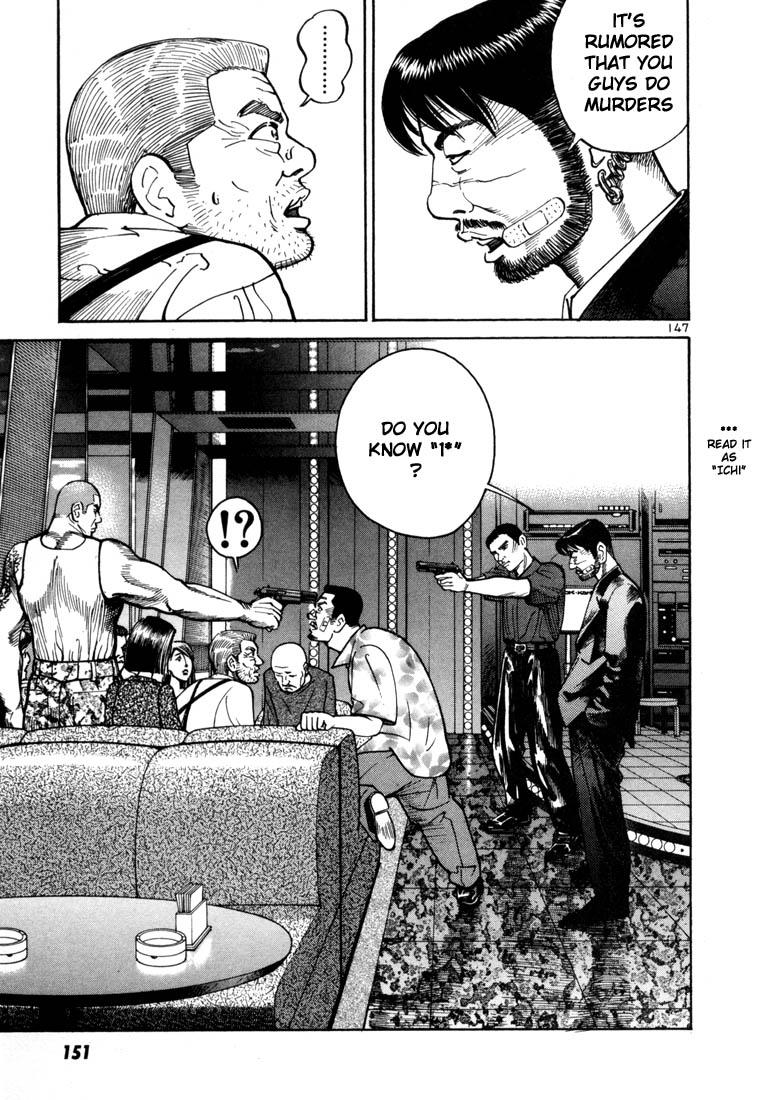 IT'S
RUMORED
THAT YOU
GUYS DO
MURDERS
........
147
DO YOU
KNOW "1*"
?
***
READ IT
AS
"ICHI"
!?
151